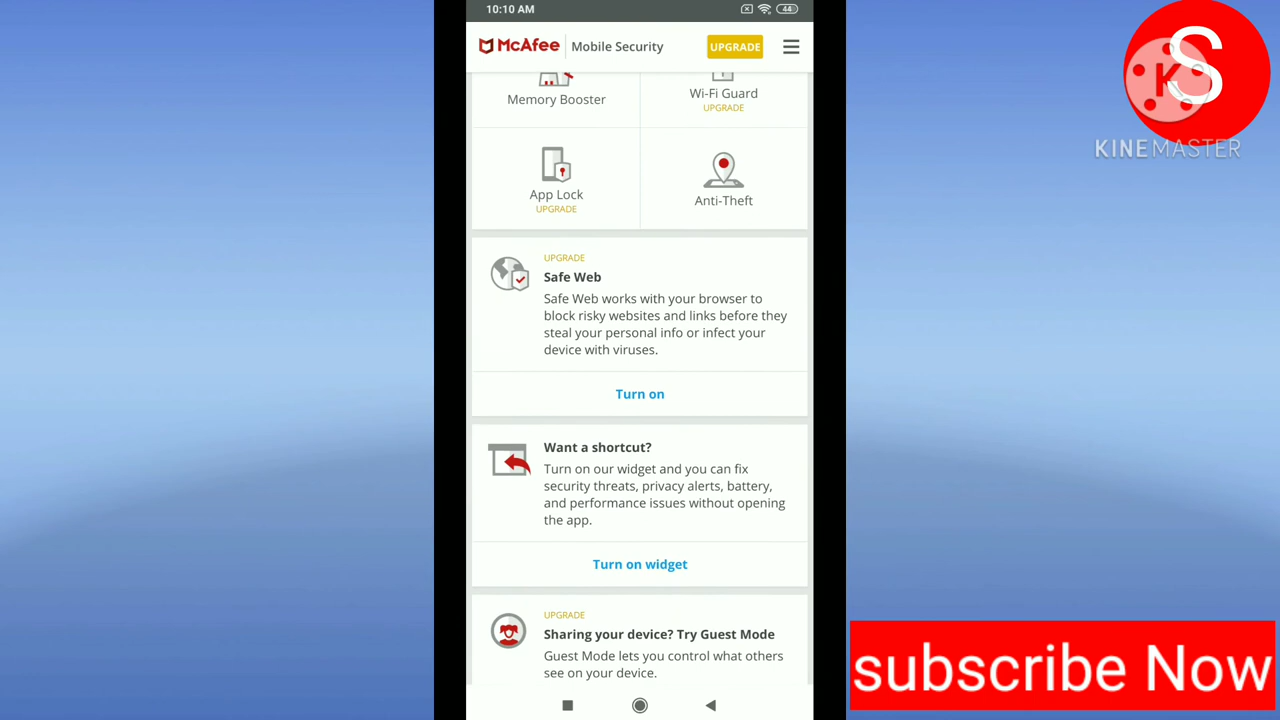 10:10 AM
44
McAfee
Mobile Security
UPGRADE
Memory Booster
Wi-Fi Guard
UPGRADE
App Lock
UPGRADE
Anti-Theft
UPGRADE
Safe Web
Safe Web works with your browser to
block risky websites and links before they
steal your personal info or infect your
device with viruses.
Turn on
Want a shortcut?
Turn on our widget and you can fix
security threats, privacy alerts, battery,
and performance issues without opening
the app.
Turn on widget
UPGRADE
Sharing your device? Try Guest Mode
Guest Mode lets you control what others
see on your device.
K
S
KINEMASTER
subscribe Now